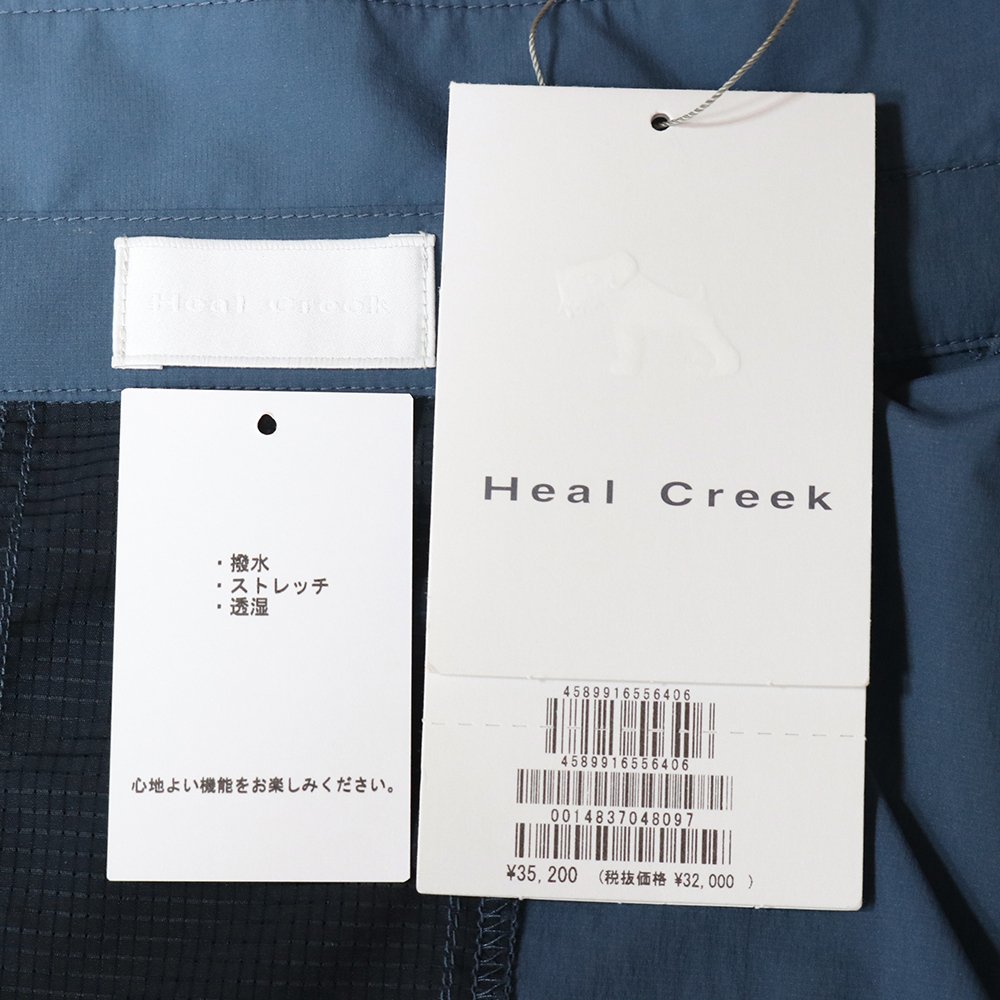 Heal Creek
・撥水
・ストレッチ
・透湿
心地よい機能をお楽しみください。
Heal Creek
4589916556406
4589916556406
0014837048097
¥35,200 (税抜価格 ¥32,000 )